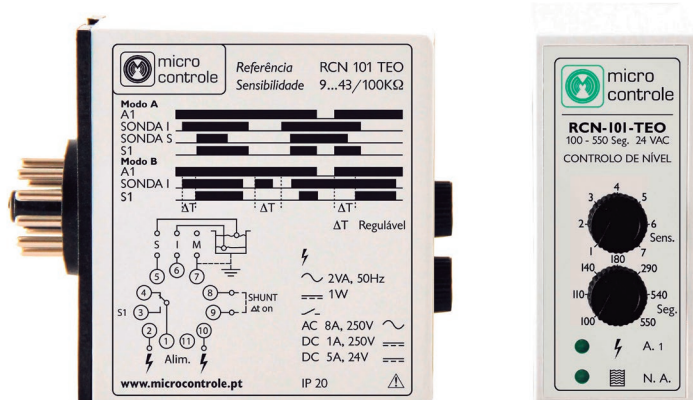 micro
controle
Referência RCN 101 TEO
Sensibilidade 9...43/100KΩ
Modo A
A1
SONDA I
SONDA S
S1
Modo B
A1
SONDA I
S1
ΔT ΔT ΔT
ΔT Regulável
S I M
5 6 7
4 8 SHUNT
S1 3 9 Δt on
2 1 11 10
Alim.
2VA, 50Hz
1W
AC 8A, 250V
DC 1A, 250V
DC 5A, 24V
www.microcontrole.pt IP 20
micro
controle
RCN-101-TEO
100 - 550 Seg. 24 VAC
CONTROLO DE NÍVEL
1 2 3 4 5 6 7 Sens.
100 110 140 180 290 540 550 Seg.
A. 1
N. A.